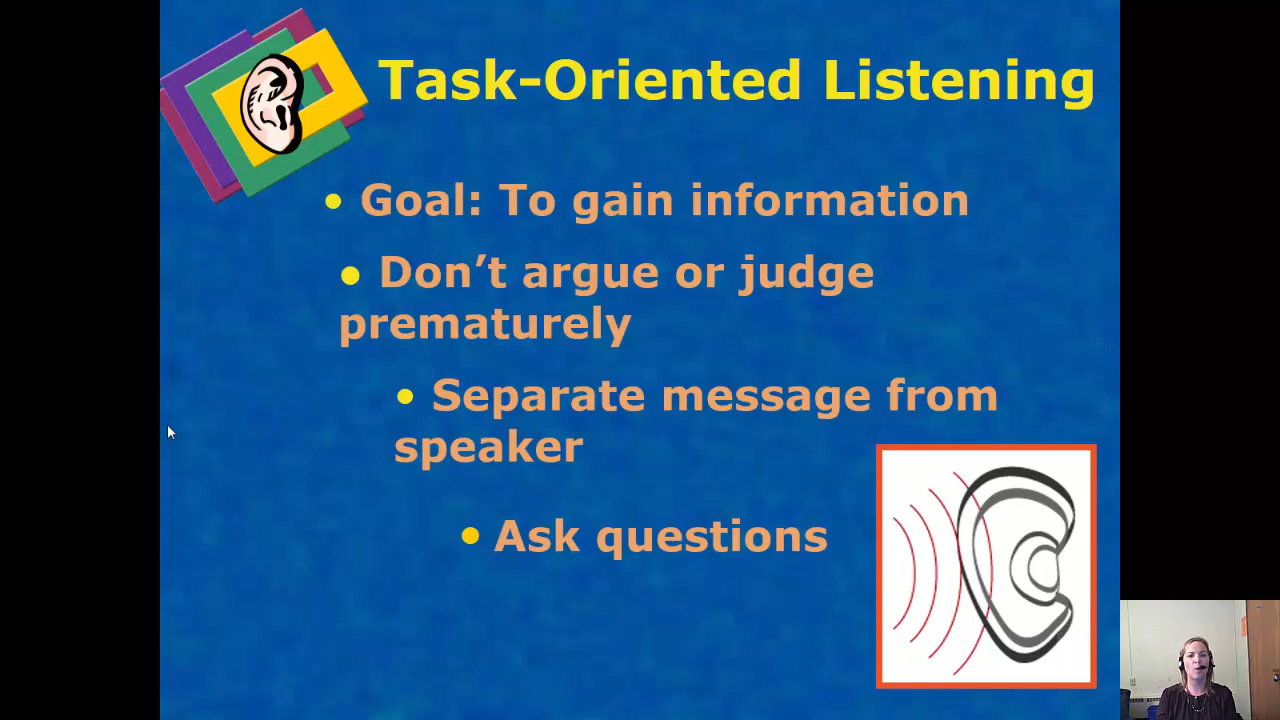 Task-Oriented Listening
• Goal: To gain information
• Don’t argue or judge
prematurely
• Separate message from
speaker
• Ask questions